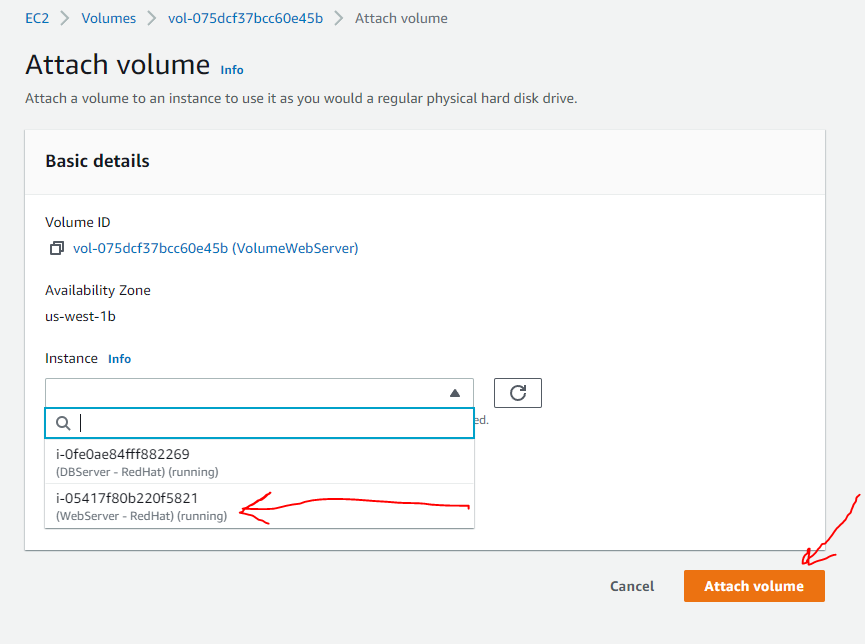 EC2 > Volumes > vol-075dcf37bcc60e45b > Attach volume
Attach volume Info
Attach a volume to an instance to use it as you would a regular physical hard disk drive.
Basic details
Volume ID
vol-075dcf37bcc60e45b (VolumeWebServer)
Availability Zone
us-west-1b
Instance Info
ed.
i-0fe0ae84fff882269
(DBServer - RedHat) (running)
i-05417f80b220f5821
(WebServer - RedHat) (running)
Cancel Attach volume